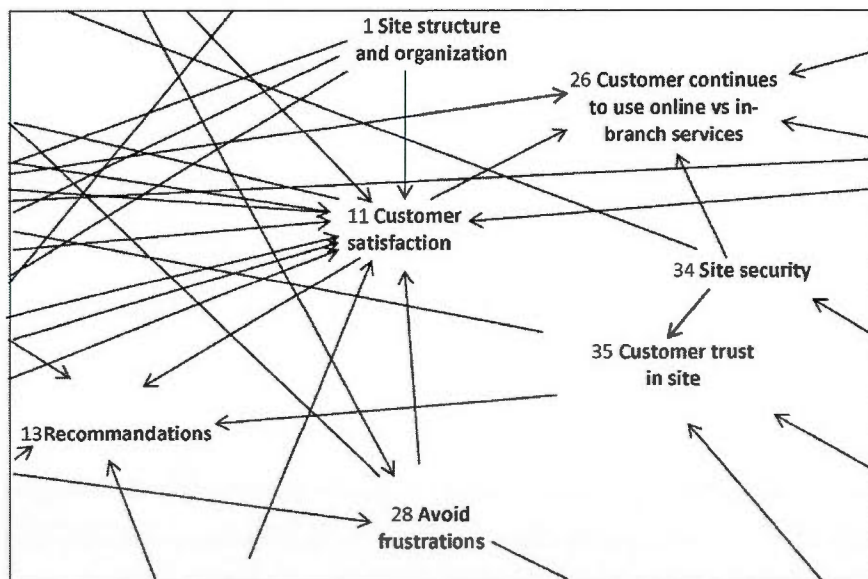 1 Site structure
and organization
26 Customer continues
to use online vs in-
branch services
11 Customer
satisfaction
34 Site security
35 Customer trust
in site
13Recommandations
28 Avoid
frustrations